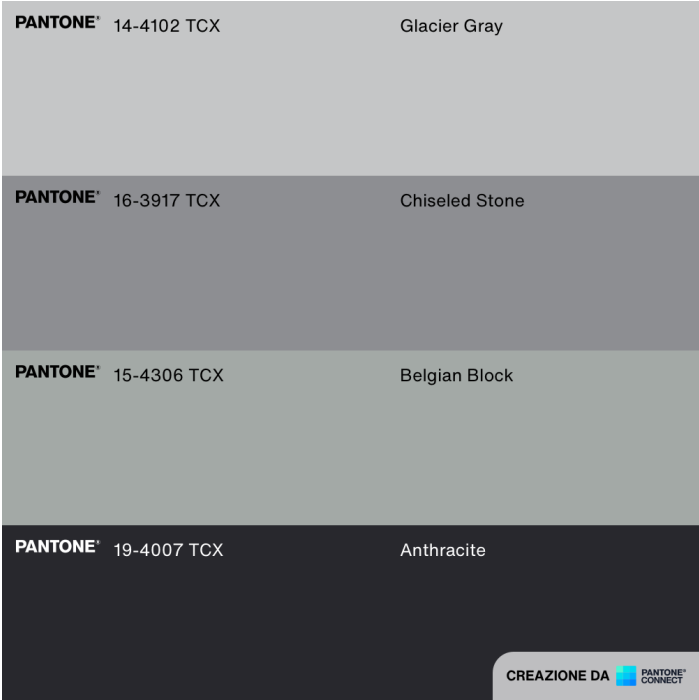 PANTONE® 14-4102 TCX Glacier Gray
PANTONE® 16-3917 TCX Chiseled Stone
PANTONE® 15-4306 TCX Belgian Block
PANTONE® 19-4007 TCX Anthracite
CREAZIONE DA PANTONE® CONNECT